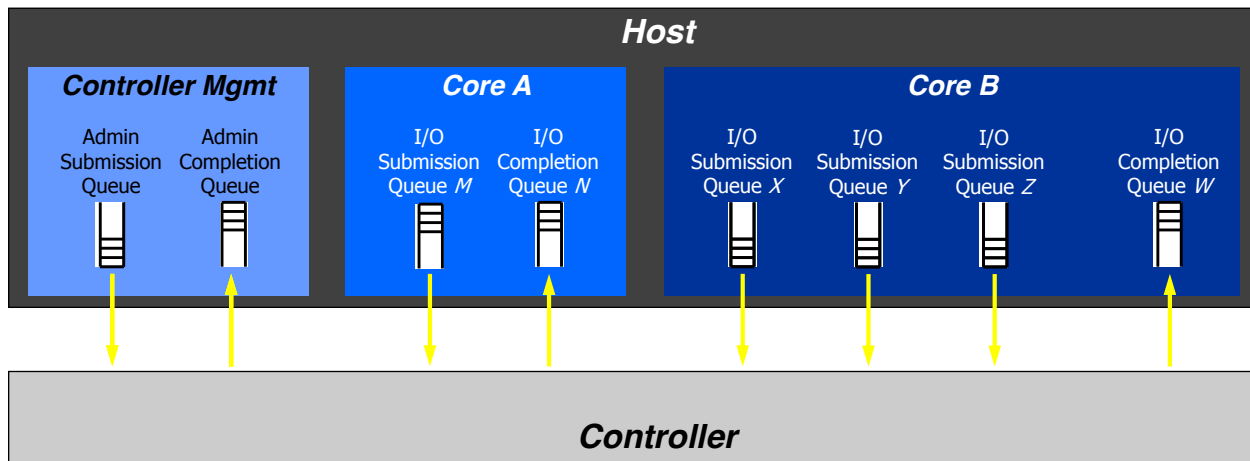 Host
Controller Mgmt
Admin
Submission
Queue
Admin
Completion
Queue
Core A
I/O
Submission
Queue M
I/O
Completion
Queue N
Core B
I/O
Submission
Queue X
I/O
Submission
Queue Y
I/O
Submission
Queue Z
I/O
Completion
Queue W
Controller